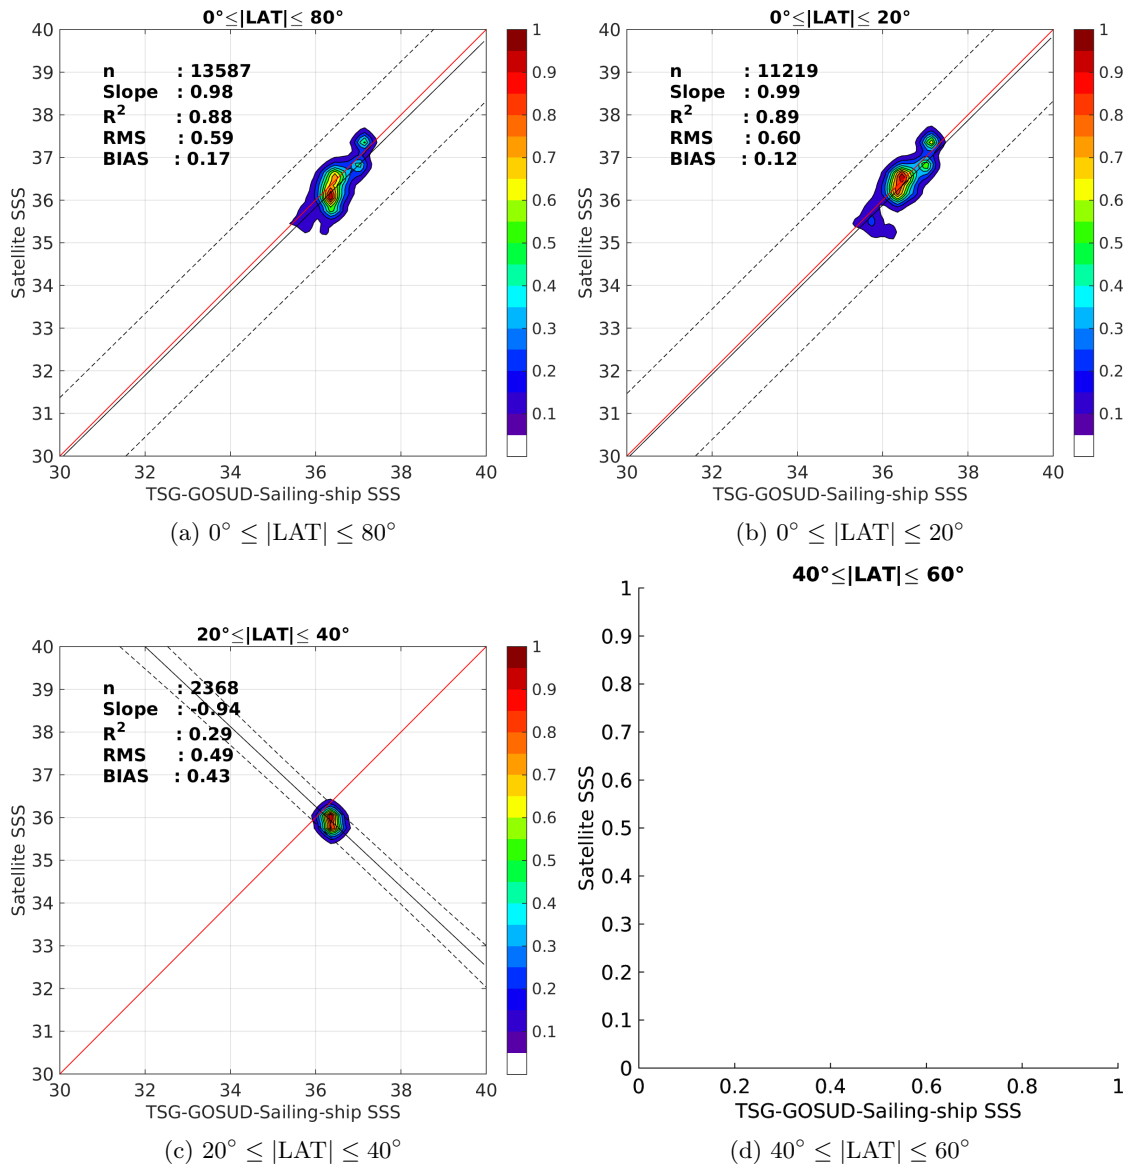 0°≤|LAT|≤ 80°
n : 13587
Slope : 0.98
R2 : 0.88
RMS : 0.59
BIAS : 0.17
40
39
38
37
36
35
34
33
32
31
30
30 32 34 36 38 40
1
0.9
0.8
0.7
0.6
0.5
0.4
0.3
0.2
0.1
Satellite SSS
TSG-GOSUD-Sailing-ship SSS
(a) 0° ≤ |LAT| ≤ 80°
0°≤|LAT|≤ 20°
n : 11219
Slope : 0.99
R2 : 0.89
RMS : 0.60
BIAS : 0.12
40
39
38
37
36
35
34
33
32
31
30
30 32 34 36 38 40
1
0.9
0.8
0.7
0.6
0.5
0.4
0.3
0.2
0.1
Satellite SSS
TSG-GOSUD-Sailing-ship SSS
(b) 0° ≤ |LAT| ≤ 20°
20°≤|LAT|≤ 40°
n : 2368
Slope : -0.94
R2 : 0.29
RMS : 0.49
BIAS : 0.43
40
39
38
37
36
35
34
33
32
31
30
30 32 34 36 38 40
1
0.9
0.8
0.7
0.6
0.5
0.4
0.3
0.2
0.1
Satellite SSS
TSG-GOSUD-Sailing-ship SSS
(c) 20° ≤ |LAT| ≤ 40°
40°≤|LAT|≤ 60°
1
0.9
0.8
0.7
0.6
0.5
0.4
0.3
0.2
0.1
0
0 0.2 0.4 0.6 0.8 1
Satellite SSS
TSG-GOSUD-Sailing-ship SSS
(d) 40° ≤ |LAT| ≤ 60°